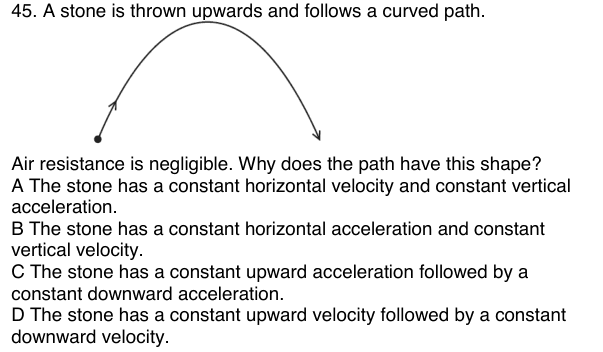 45. A stone is thrown upwards and follows a curved path.
Air resistance is negligible. Why does the path have this shape?
A The stone has a constant horizontal velocity and constant vertical
acceleration.
B The stone has a constant horizontal acceleration and constant
vertical velocity.
C The stone has a constant upward acceleration followed by a
constant downward acceleration.
D The stone has a constant upward velocity followed by a constant
downward velocity.